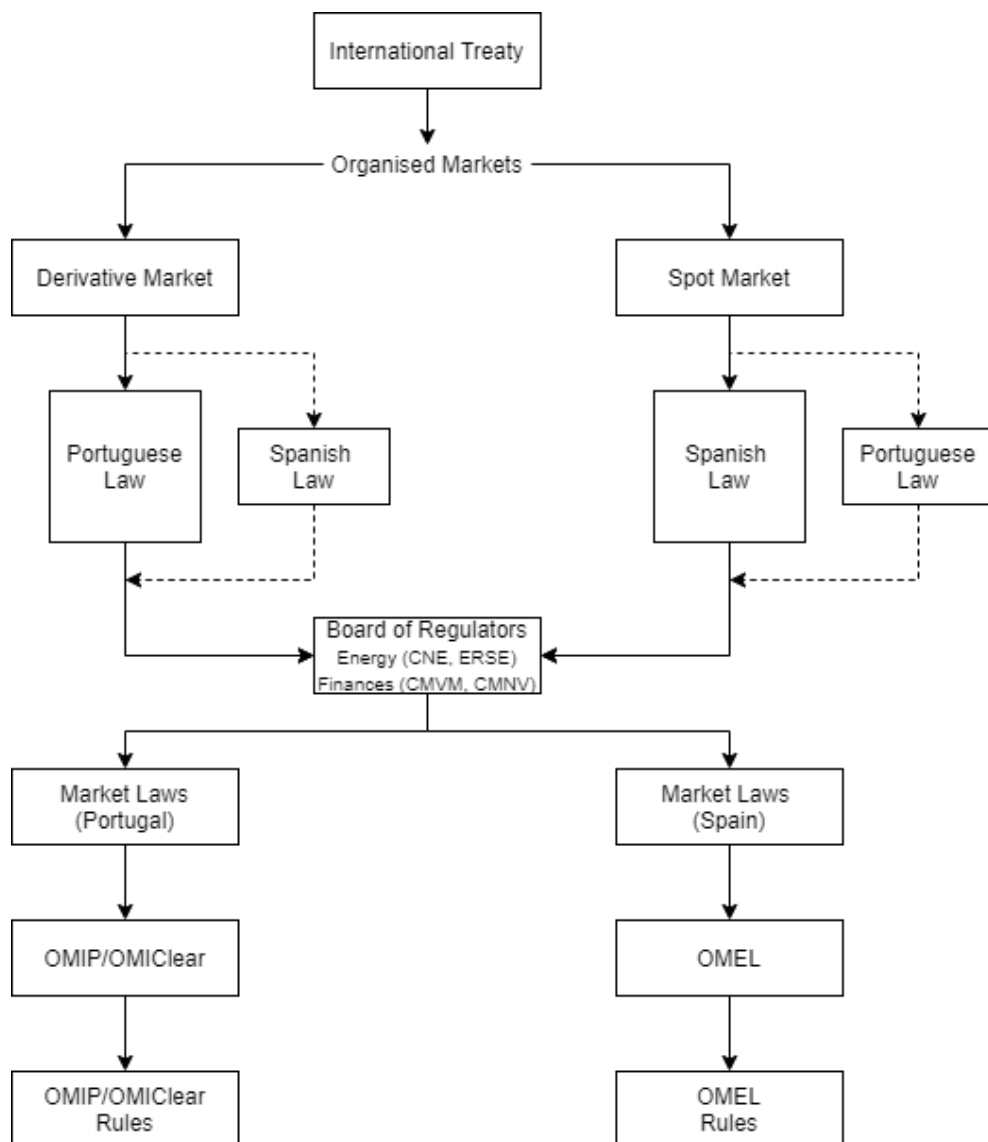 International Treaty
Organised Markets
Derivative Market
Spot Market
Portuguese
Law
Spanish
Law
Spanish
Law
Portuguese
Law
Board of Regulators
Energy (CNE, ERSE)
Finances (CMVM, CMNV)
Market Laws
(Portugal)
Market Laws
(Spain)
OMIP/OMIClear
OMEL
OMIP/OMIClear
Rules
OMEL
Rules